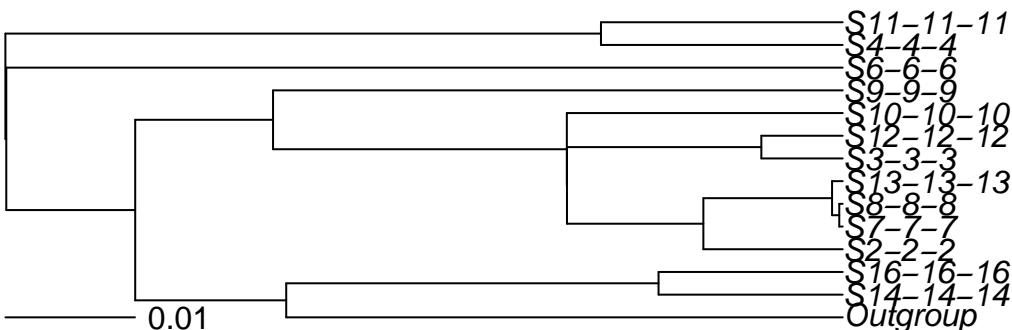 S11–11–11
S4–4–4
S6–6–6
S9–9–9
S10–10–10
S12–12–12
S3–3–3
S13–13–13
S8–8–8
S7–7–7
S2–2–2
S16–16–16
S14–14–14
Outgroup
0.01